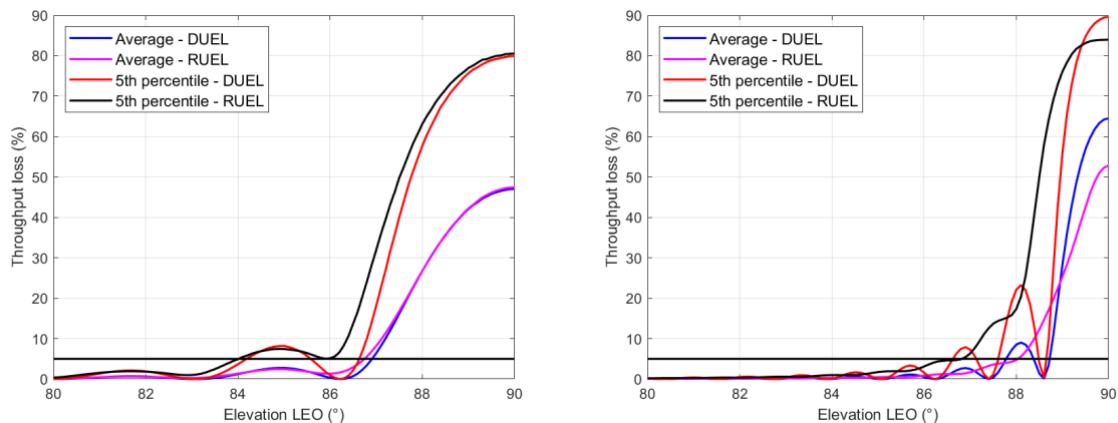 90
80
70
60
50
40
30
20
10
0
Throughput loss (%)
Average - DUEL
Average - RUEL
5th percentile - DUEL
5th percentile - RUEL
80 82 84 86 88 90
Elevation LEO (°)
90
80
70
60
50
40
30
20
10
0
Throughput loss (%)
Average - DUEL
Average - RUEL
5th percentile - DUEL
5th percentile - RUEL
80 82 84 86 88 90
Elevation LEO (°)